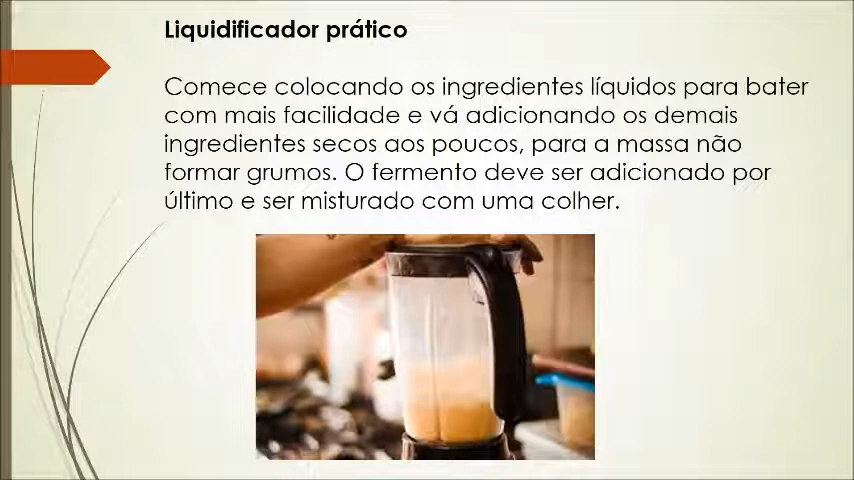 Liquidificador prático
Comece colocando os ingredientes líquidos para bater
com mais facilidade e vá adicionando os demais
ingredientes secos aos poucos, para a massa não
formar grumos. O fermento deve ser adicionado por
último e ser misturado com uma colher.